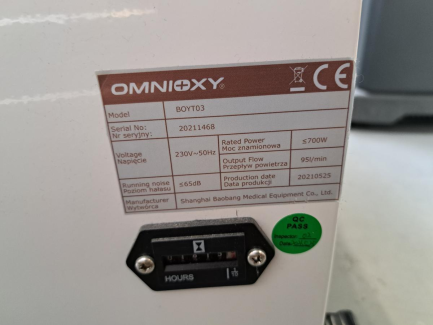 OMNIOXY®
CE
Model BOYT03
Serial No: 20211468
Nr seryjny:
Voltage 230V~50Hz Rated Power ≤700W
Napięcie Moc znamionowa
Output Flow 95l/min
Przepływ powietrza
Running noise ≤65dB Production date 20210525
Poziom hałasu Data produkcji
Manufacturer Shanghai Baobang Medical Equipment Co., Ltd.
Wytwórca
QC
PASS
HOURS
1/10